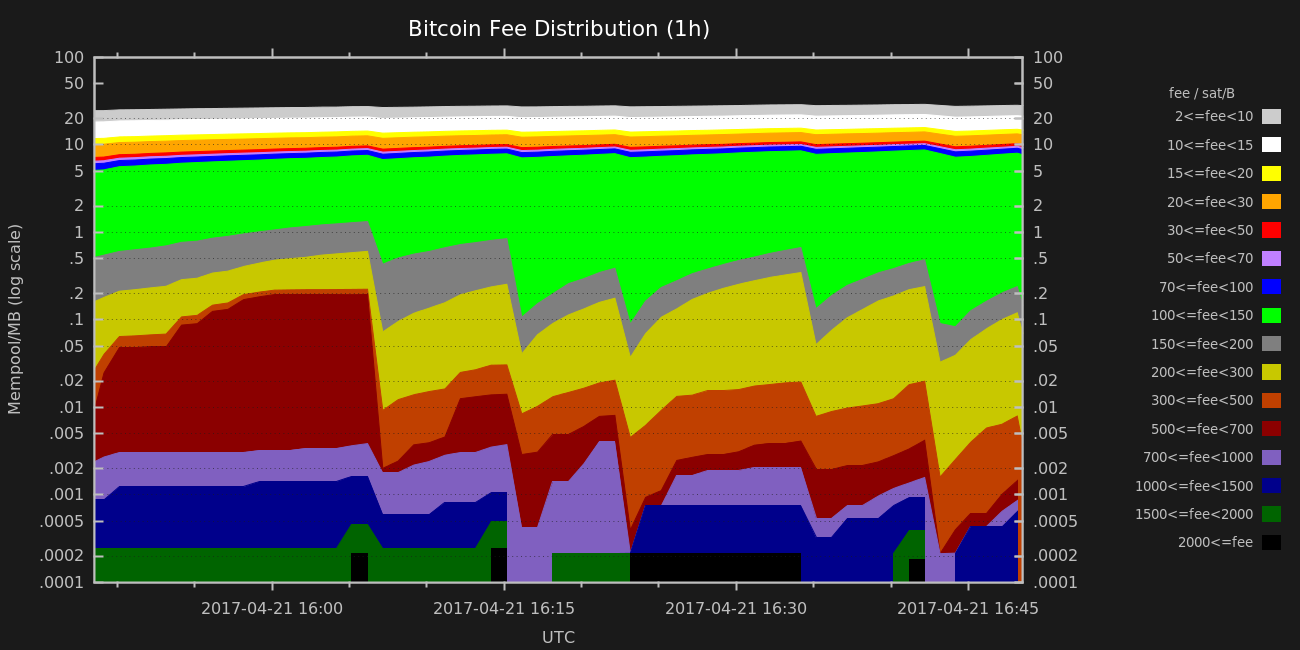 Bitcoin Fee Distribution (1h)
100
50
20
10
5
2
1
.5
.2
.1
.05
.02
.01
.005
.002
.001
.0005
.0002
.0001
Mempool/MB (log scale)
100
50
20
10
5
2
1
.5
.2
.1
.05
.02
.01
.005
.002
.001
.0005
.0002
.0001
fee / sat/B
2<=fee<10
10<=fee<15
15<=fee<20
20<=fee<30
30<=fee<50
50<=fee<70
70<=fee<100
100<=fee<150
150<=fee<200
200<=fee<300
300<=fee<500
500<=fee<700
700<=fee<1000
1000<=fee<1500
1500<=fee<2000
2000<=fee
2017-04-21 16:00 2017-04-21 16:15 2017-04-21 16:30 2017-04-21 16:45
UTC